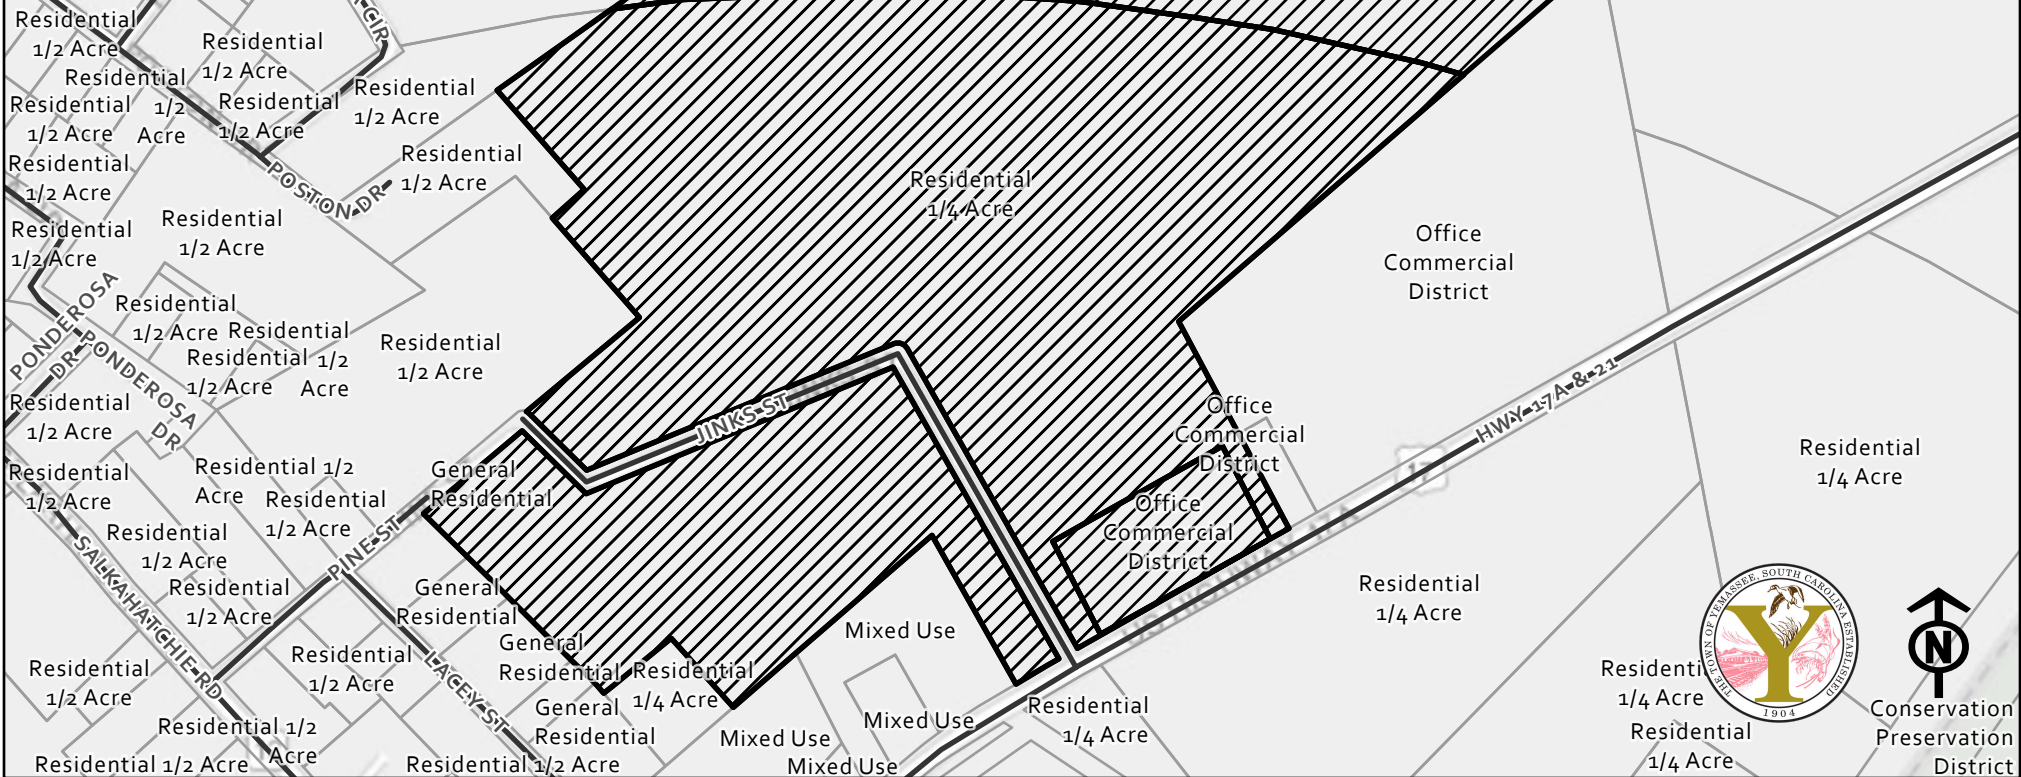 Residential
1/2 Acre
CIR
Residential
1/2 Acre
Residential 1/2
Acre
Residential
1/2 Acre
Residential
1/2 Acre
Residential
1/2 Acre
Residential
1/2 Acre
Residential
1/2 Acre
POSTON DR
Residential
1/4 Acre
Residential
1/2 Acre
Residential
1/2 Acre
Office
Commercial
District
PONDEROSA
DR
PONDEROSA
DR
Residential
1/2 Acre
Residential 1/2
Acre
Residential
1/2 Acre
Residential
1/2 Acre
Residential
1/2 Acre
JINKS ST
HWY 17A & 21
17
Office
Commercial
District
Residential
1/4 Acre
Residential
1/2 Acre
Residential 1/2
Acre
Residential
1/2 Acre
General
Residential
Office
Commercial
District
US HIGHWAY 17 A
PINE ST
SALKAHATCHIE RD
Residential
1/2 Acre
Residential
1/2 Acre
General
Residential
Residential
1/4 Acre
Mixed Use
General
Residential
Residential
1/4 Acre
Residential
1/2 Acre
Residential
1/2 Acre
LACEY ST
General
Residential
Residential
1/4 Acre
Mixed Use
Mixed Use
Mixed Use
Residential 1/2
Acre
Residential 1/2 Acre
Residential 1/2 Acre
Residential
1/4 Acre
Residential
1/4 Acre
THE TOWN OF YEMASSEE, SOUTH CAROLINA ESTABLISHED
Y
1904
N
Conservation
Preservation
District